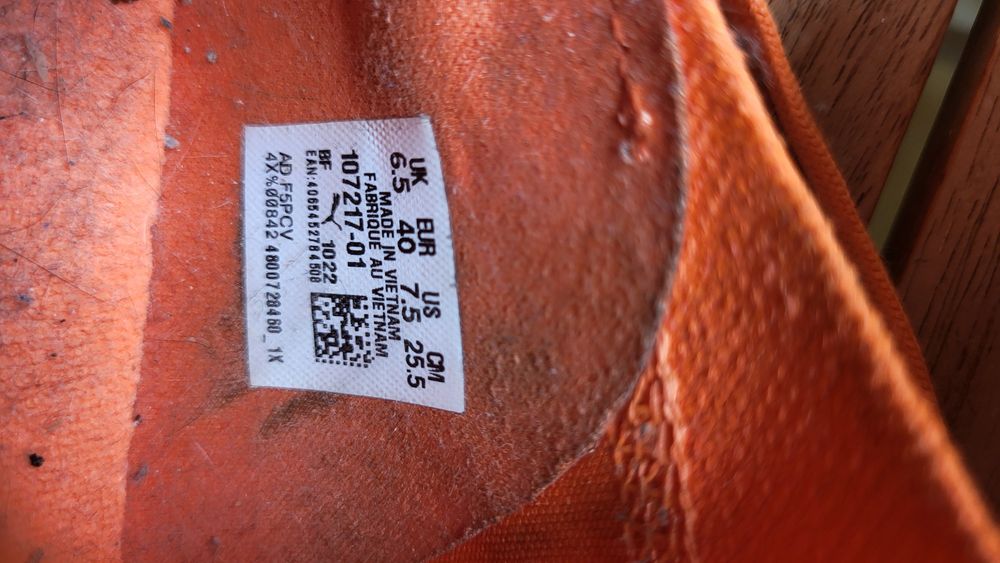 UK EUR US CM
6.5 40 7.5 25.5
MADE IN VIETNAM
FABRIQUE AU VIETNAM
107217-01
BF 1022
EAN:4065452784508
AD F5PCV
4X%00842 4800728460_1X